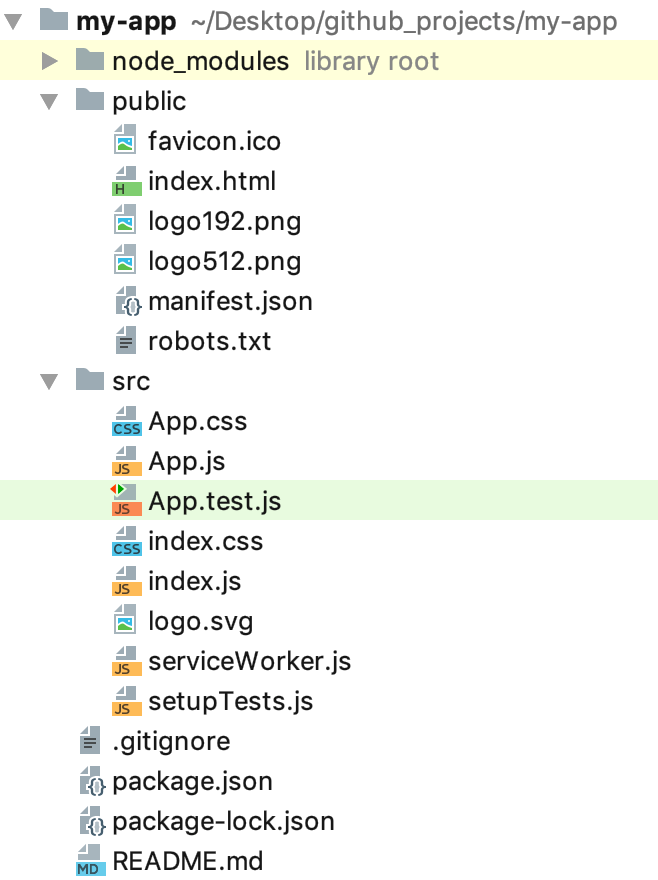 my-app ~/Desktop/github_projects/my-app
node_modules library root
public
favicon.ico
H index.html
logo192.png
logo512.png
{} manifest.json
robots.txt
src
CSS App.css
JS App.js
JS App.test.js
CSS index.css
JS index.js
logo.svg
JS serviceWorker.js
JS setupTests.js
.gitignore
{} package.json
{} package-lock.json
MD README.md